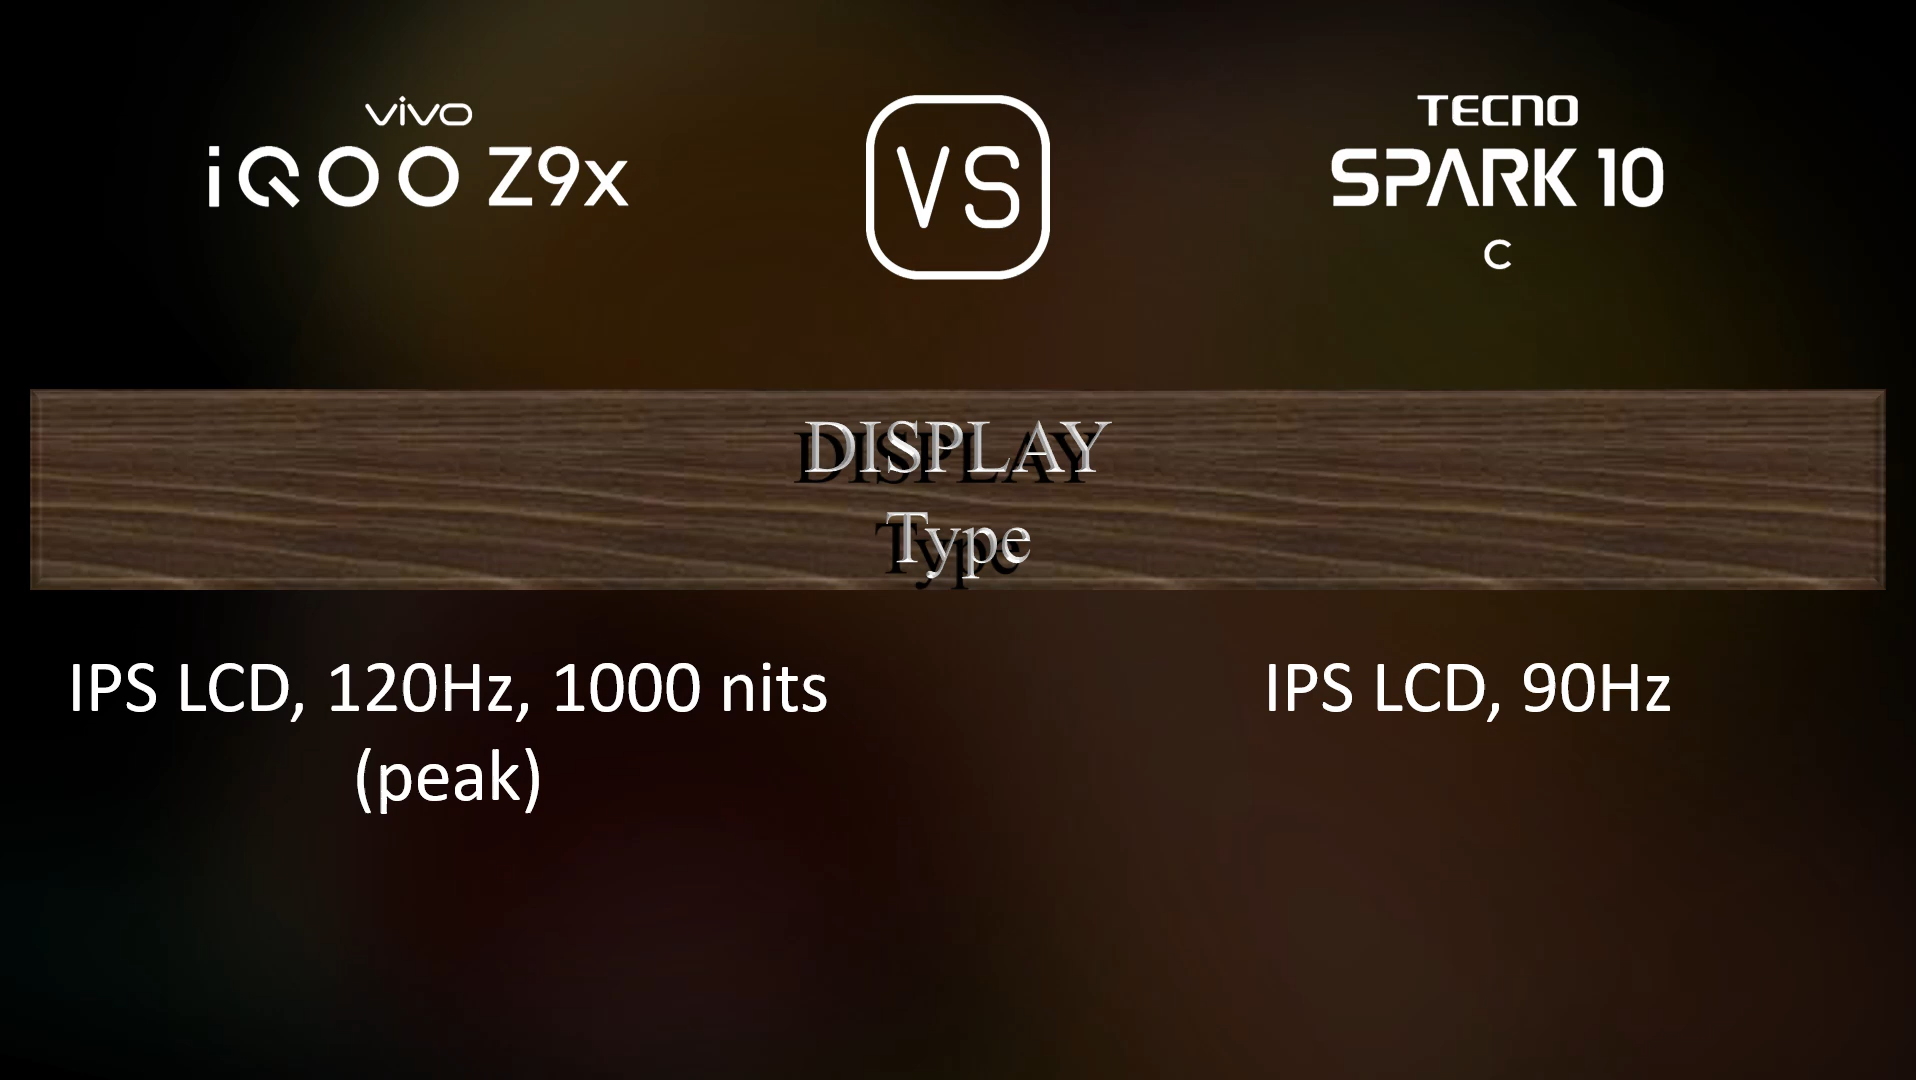 vivo
iQOO Z9x
VS
TECNO
SPARK 10
C
DISPLAY
Type
IPS LCD, 120Hz, 1000 nits
(peak)
IPS LCD, 90Hz